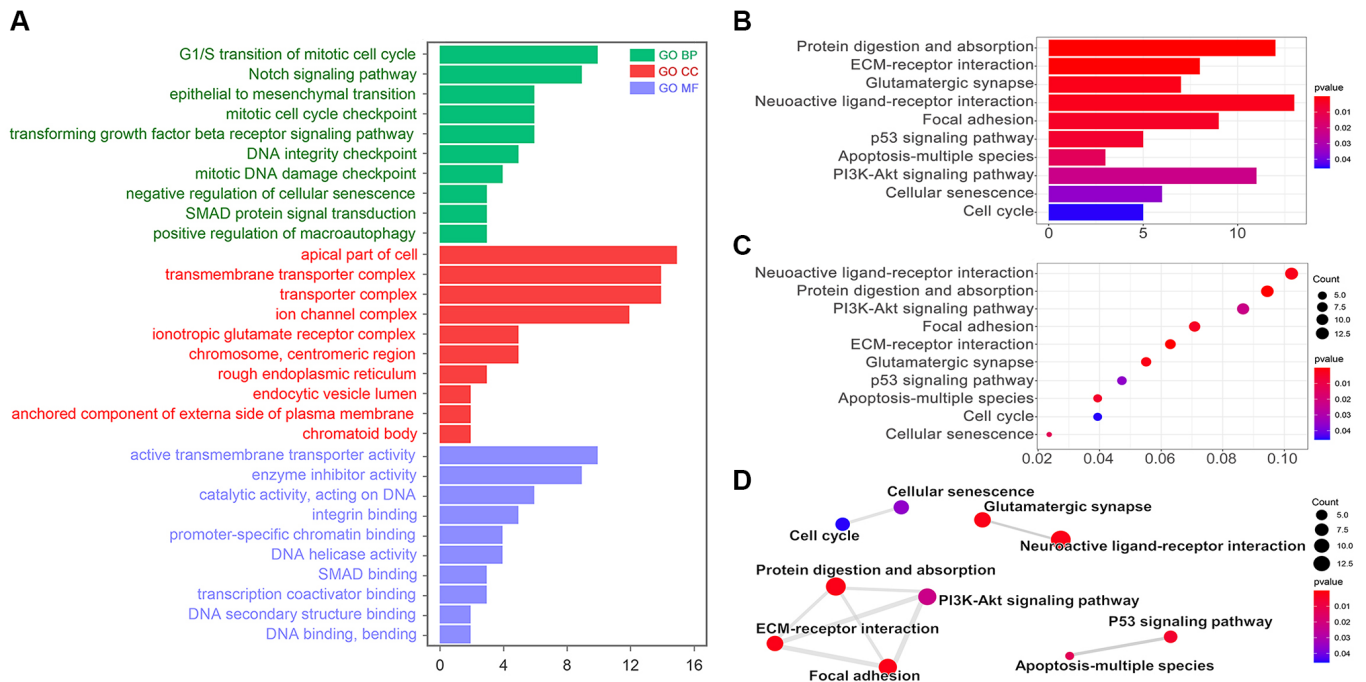 A
G1/S transition of mitotic cell cycle
Notch signaling pathway
epithelial to mesenchymal transition
mitotic cell cycle checkpoint
transforming growth factor beta receptor signaling pathway
DNA integrity checkpoint
mitotic DNA damage checkpoint
negative regulation of cellular senescence
SMAD protein signal transduction
positive regulation of macroautophagy
apical part of cell
transmembrane transporter complex
transporter complex
ion channel complex
ionotropic glutamate receptor complex
chromosome, centromeric region
rough endoplasmic reticulum
endocytic vesicle lumen
anchored component of externa side of plasma membrane
chromatoid body
active transmembrane transporter activity
enzyme inhibitor activity
catalytic activity, acting on DNA
integrin binding
promoter-specific chromatin binding
DNA helicase activity
SMAD binding
transcription coactivator binding
DNA secondary structure binding
DNA binding, bending
0 4 8 12 16
GO BP
GO CC
GO MF
B
Protein digestion and absorption
ECM-receptor interaction
Glutamatergic synapse
Neuoactive ligand-receptor interaction
Focal adhesion
p53 signaling pathway
Apoptosis-multiple species
PI3K-Akt signaling pathway
Cellular senescence
Cell cycle
0 5 10
pvalue
0.01
0.02
0.03
0.04
C
Neuoactive ligand-receptor interaction
Protein digestion and absorption
PI3K-Akt signaling pathway
Focal adhesion
ECM-receptor interaction
Glutamatergic synapse
p53 signaling pathway
Apoptosis-multiple species
Cell cycle
Cellular senescence
0.02 0.04 0.06 0.08 0.10
Count
5.0
7.5
10.0
12.5
pvalue
0.01
0.02
0.03
0.04
D
Cellular senescence
Glutamatergic synapse
Cell cycle
Neuroactive ligand-receptor interaction
Protein digestion and absorption
PI3K-Akt signaling pathway
ECM-receptor interaction
P53 signaling pathway
Apoptosis-multiple species
Focal adhesion
Count
5.0
7.5
10.0
12.5
pvalue
0.01
0.02
0.03
0.04